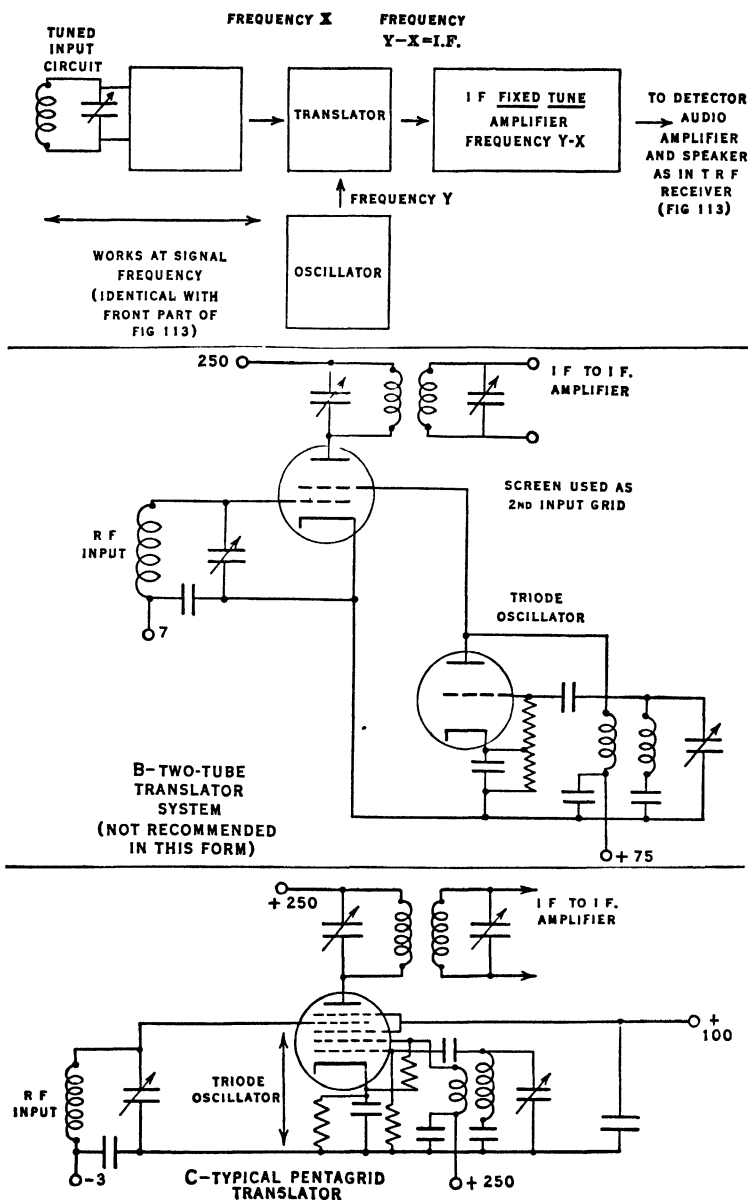 FREQUENCY X
FREQUENCY
Y-X=I.F.
TUNED
INPUT
CIRCUIT
TRANSLATOR
I F FIXED TUNE
AMPLIFIER
FREQUENCY Y-X
TO DETECTOR
AUDIO
AMPLIFIER
AND SPEAKER
AS IN T R F
RECEIVER
(FIG 113)
FREQUENCY Y
OSCILLATOR
WORKS AT SIGNAL
FREQUENCY
(IDENTICAL WITH
FRONT PART OF
FIG 113)
250
I F TO I F.
AMPLIFIER
SCREEN USED AS
2ND INPUT GRID
R F
INPUT
7
TRIODE
OSCILLATOR
B-TWO-TUBE
TRANSLATOR
SYSTEM
(NOT RECOMMENDED
IN THIS FORM)
+ 75
+ 250
I F TO I F.
AMPLIFIER
+
100
R F
INPUT
TRIODE
OSCILLATOR
-3
+ 250
C-TYPICAL PENTAGRID
TRANSLATOR